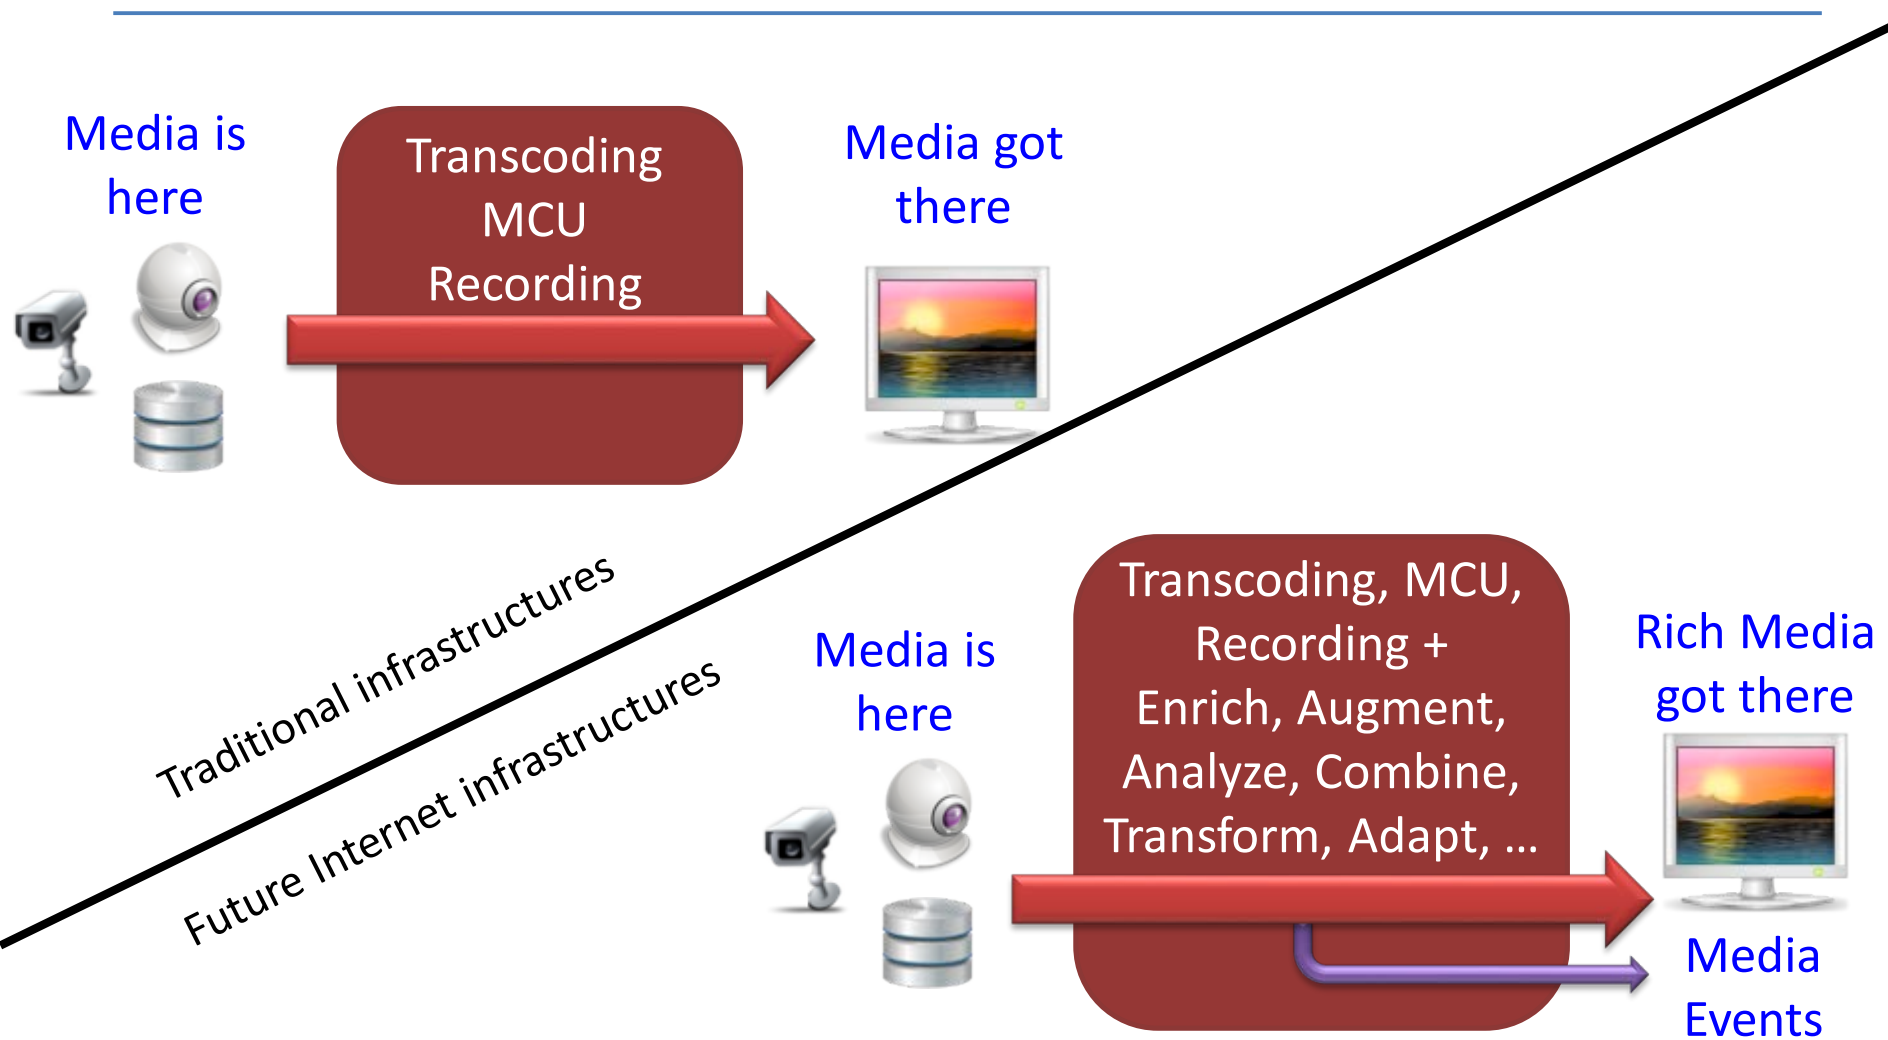 Media is
here
Transcoding
MCU
Recording
Media got
there
Traditional infrastructures
Future Internet infrastructures
Media is
here
Transcoding, MCU,
Recording +
Enrich, Augment,
Analyze, Combine,
Transform, Adapt, ...
Rich Media
got there
Media
Events